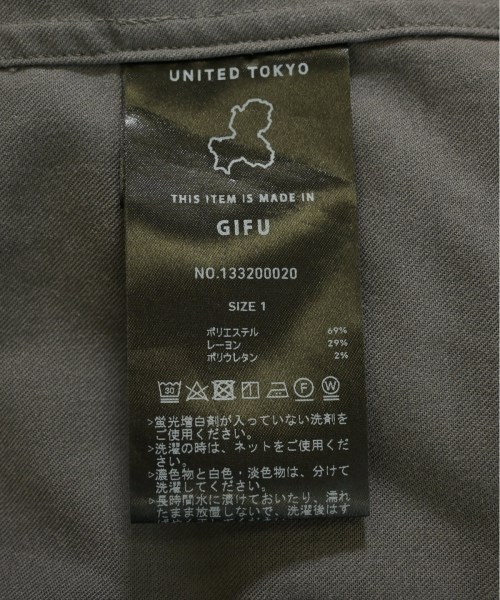 UNITED TOKYO
THIS ITEM IS MADE IN
GIFU
NO.133200020
SIZE 1
ポリエステル 69%
レーヨン 29%
ポリウレタン 2%
30 F W
>蛍光増白剤が入っていない洗剤を
ご使用ください。
>洗濯の時は、ネットをご使用くだ
さい。
>濃色物と白色・淡色物は、分けて
洗濯してください。
>長時間水に漬けておいたり、濡れ
たまま放置しないで、洗濯後はす